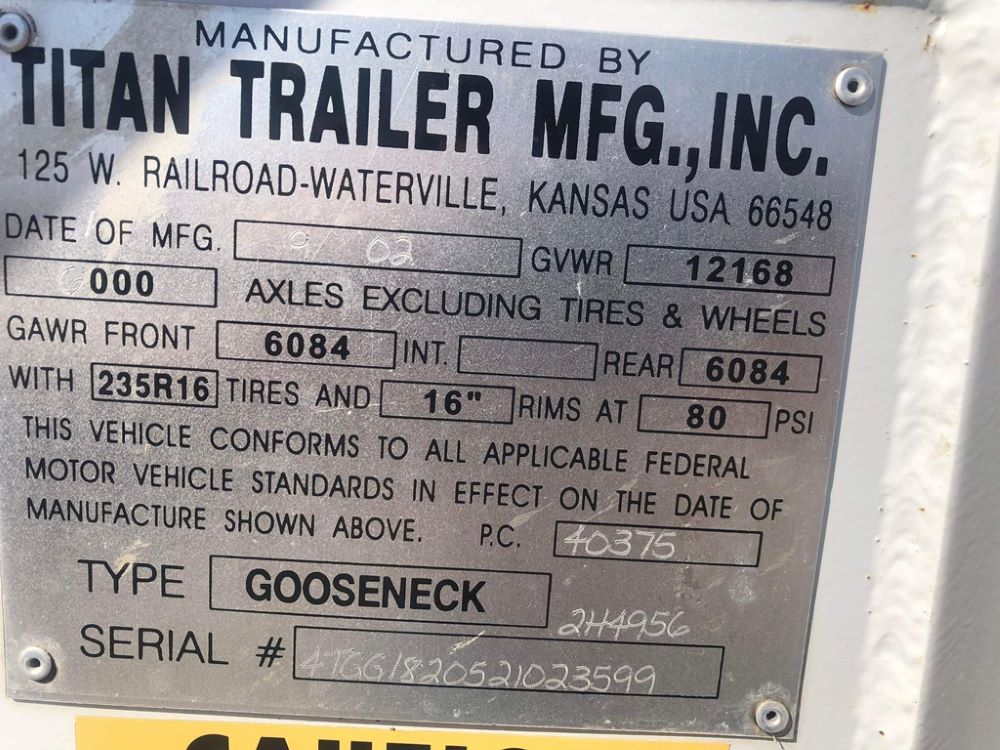 MANUFACTURED BY
TITAN TRAILER MFG., INC.
125 W. RAILROAD-WATERVILLE, KANSAS USA 66548
DATE OF MFG. 9/ 02 GVWR 12168
000 AXLES EXCLUDING TIRES & WHEELS
GAWR FRONT 6084 INT. REAR 6084
WITH 235R16 TIRES AND 16" RIMS AT 80 PSI
THIS VEHICLE CONFORMS TO ALL APPLICABLE FEDERAL
MOTOR VEHICLE STANDARDS IN EFFECT ON THE DATE OF
MANUFACTURE SHOWN ABOVE. P.C. 40375
TYPE GOOSENECK
2H4956
SERIAL # 4TGG1820521023599